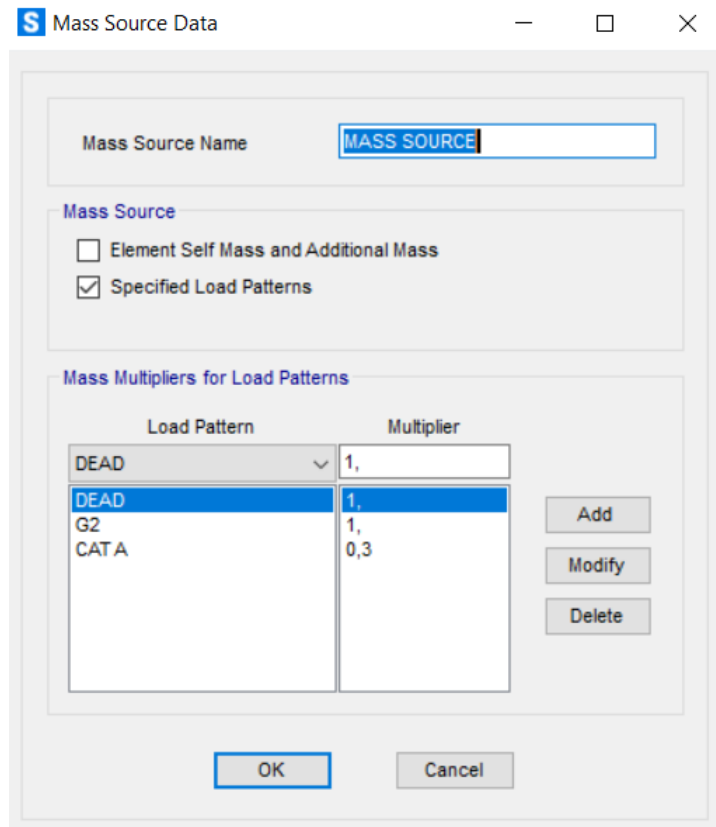 S Mass Source Data
Mass Source Name MASS SOURCE
Mass Source
Element Self Mass and Additional Mass
Specified Load Patterns
Mass Multipliers for Load Patterns
Load Pattern Multiplier
DEAD 1,
DEAD 1,
G2 1,
CAT A 0,3
Add
Modify
Delete
OK Cancel